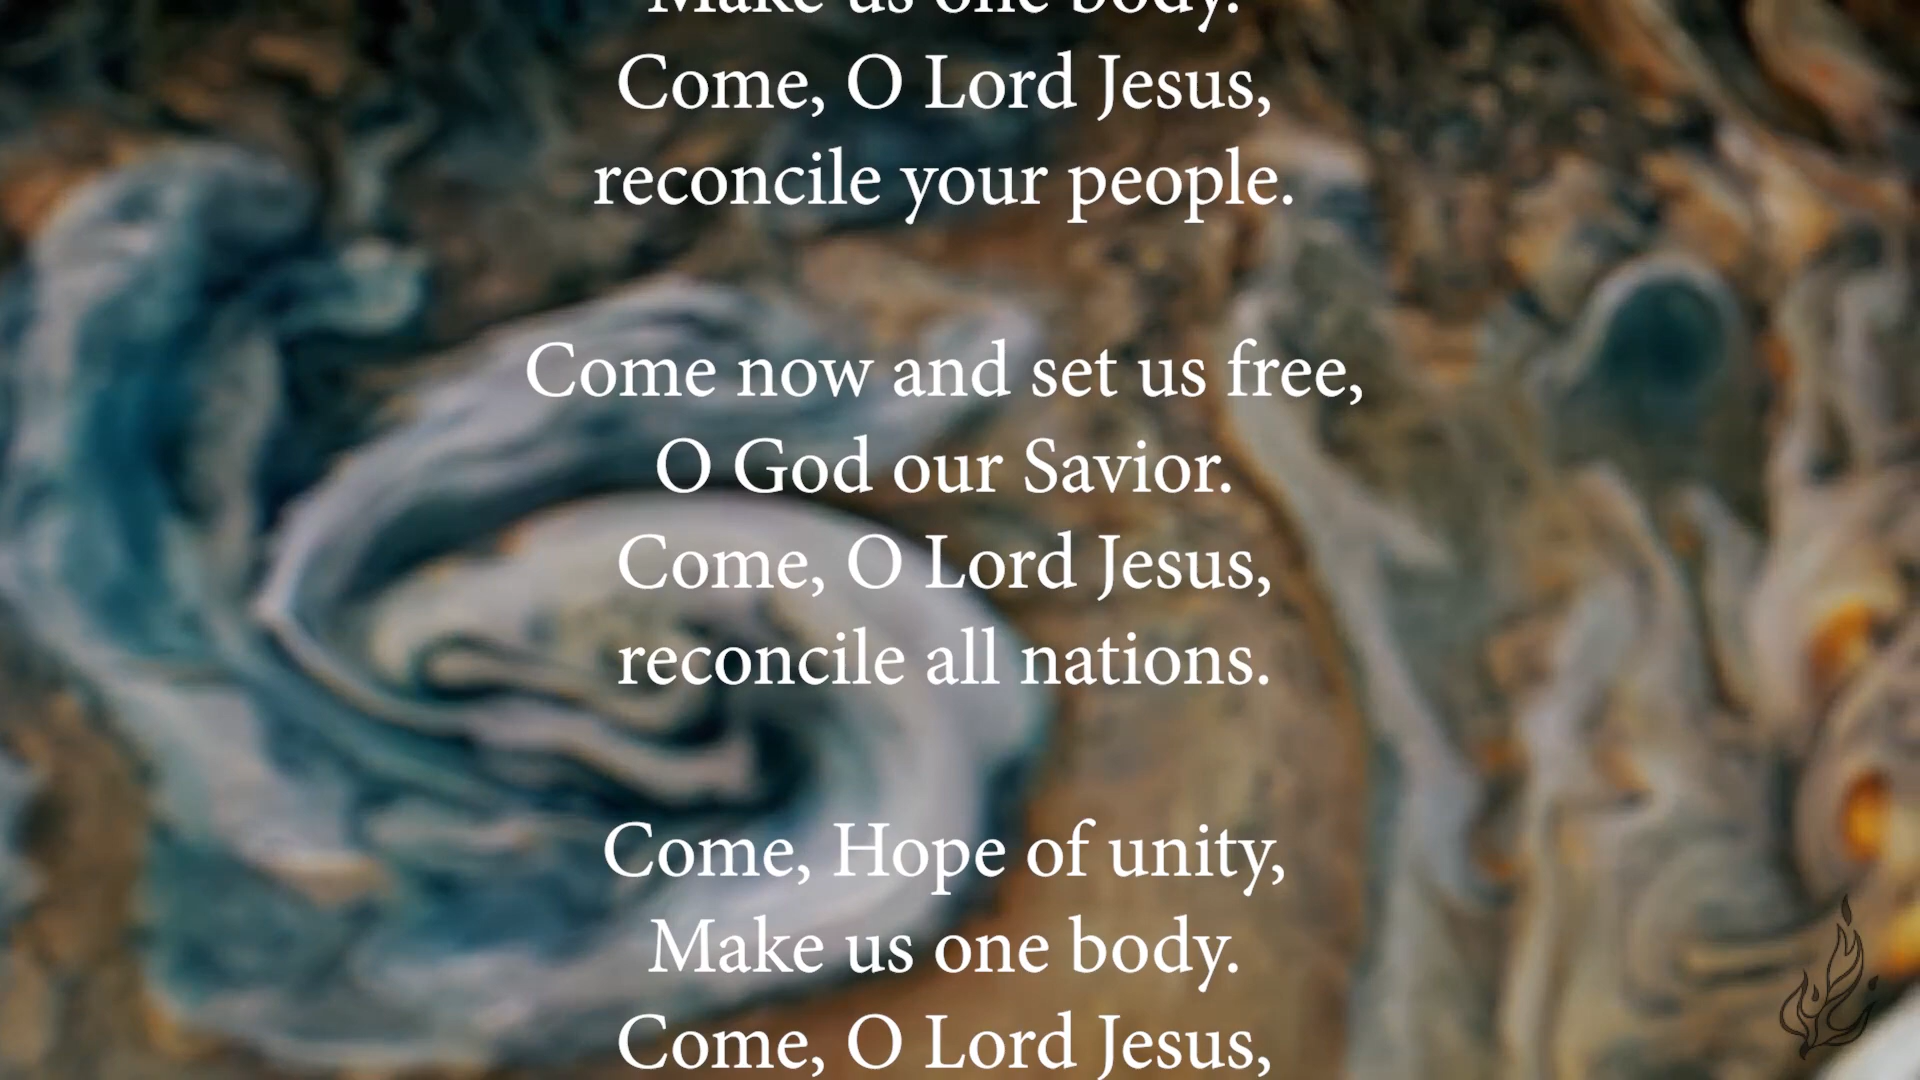 Make us one body.
Come, O Lord Jesus,
reconcile your people.
Come now and set us free,
O God our Savior.
Come, O Lord Jesus,
reconcile all nations.
Come, Hope of unity,
Make us one body.
Come, O Lord Jesus,